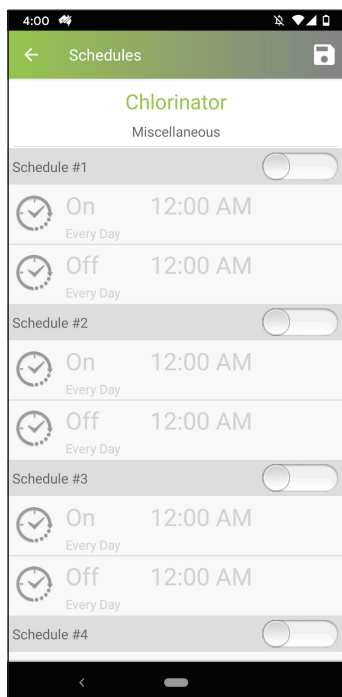 4:00
Schedules
Chlorinator
Miscellaneous
Schedule #1
On 12:00 AM
Every Day
Off 12:00 AM
Every Day
Schedule #2
On 12:00 AM
Every Day
Off 12:00 AM
Every Day
Schedule #3
On 12:00 AM
Every Day
Off 12:00 AM
Every Day
Schedule #4